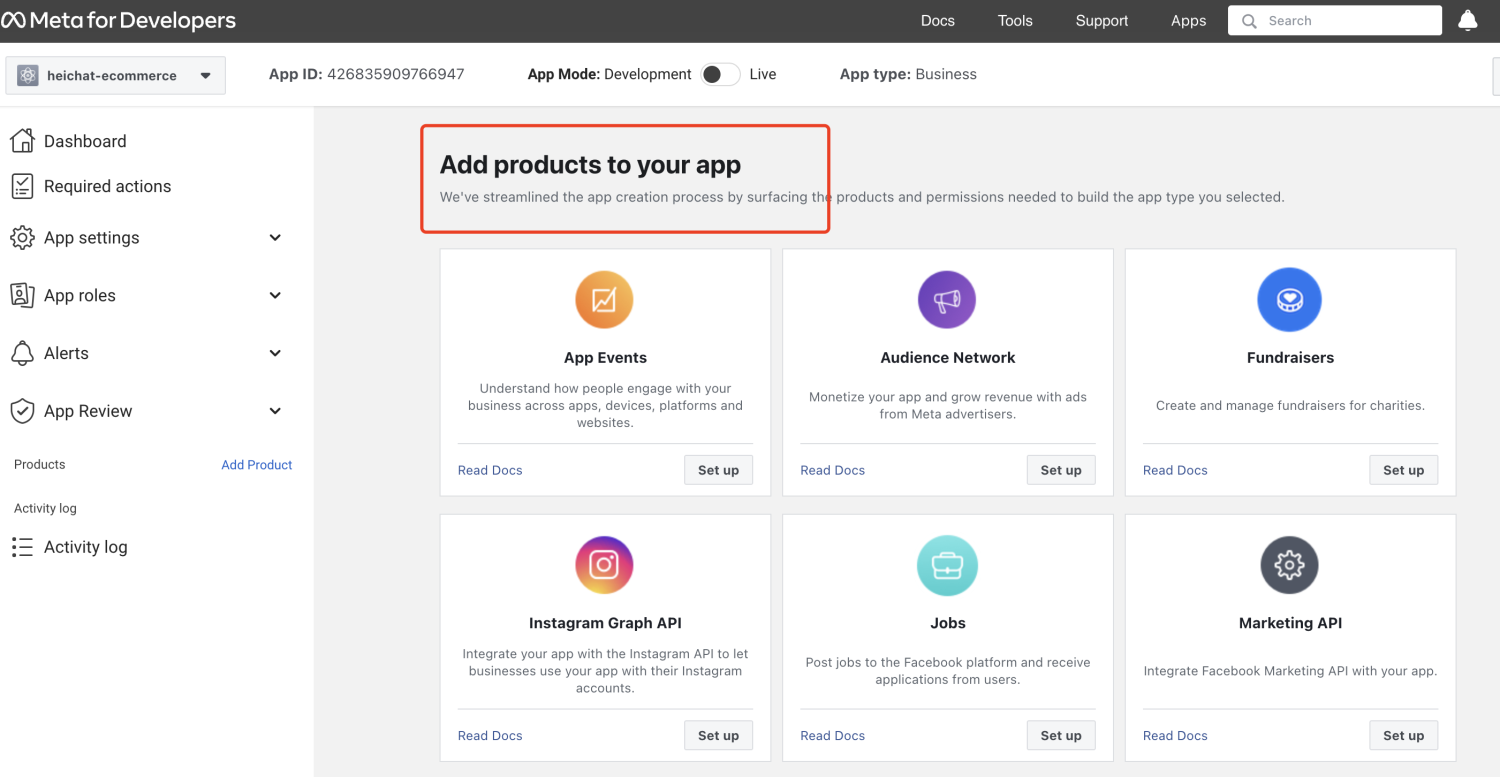 Meta for Developers
Docs
Tools
Support
Apps
Search
heichat-ecommerce
App ID: 426835909766947
App Mode: Development
Live
App type: Business
Dashboard
Required actions
App settings
App roles
Alerts
App Review
Products
Add Product
Activity log
Activity log
Add products to your app
We've streamlined the app creation process by surfacing the products and permissions needed to build the app type you selected.
App Events
Understand how people engage with your
business across apps, devices, platforms and
websites.
Read Docs
Set up
Audience Network
Monetize your app and grow revenue with ads
from Meta advertisers.
Read Docs
Set up
Fundraisers
Create and manage fundraisers for charities.
Read Docs
Set up
Instagram Graph API
Integrate your app with the Instagram API to let
businesses use your app with their Instagram
accounts.
Read Docs
Set up
Jobs
Post jobs to the Facebook platform and receive
applications from users.
Read Docs
Set up
Marketing API
Integrate Facebook Marketing API with your app.
Read Docs
Set up